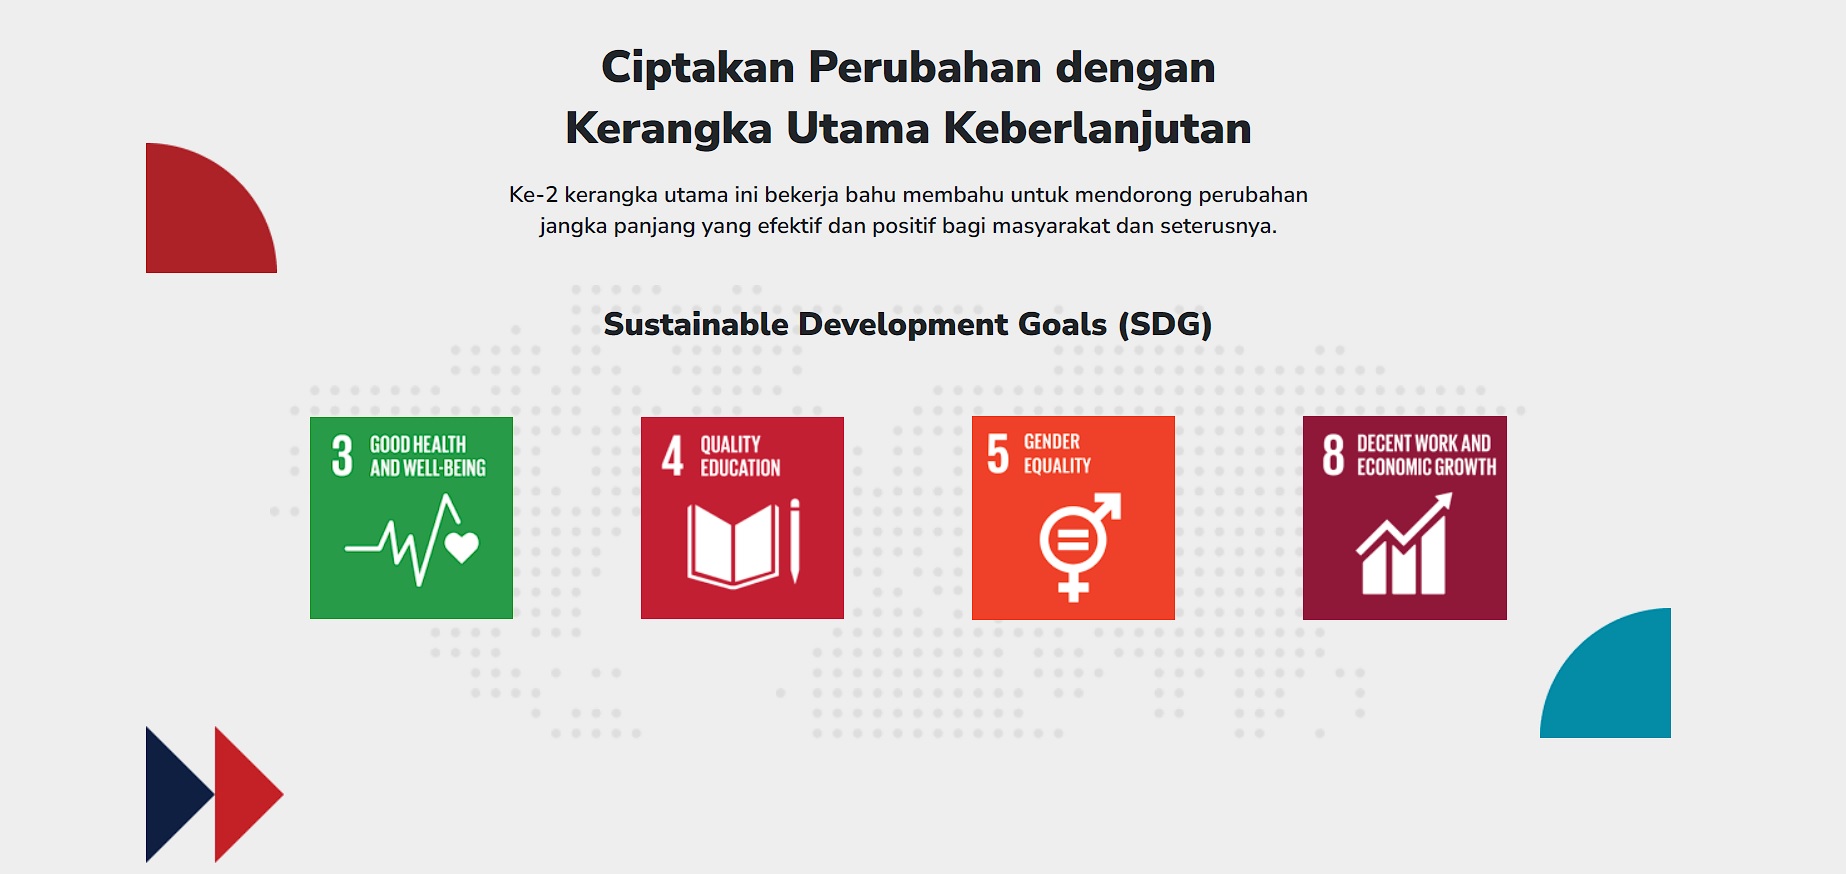 Ciptakan Perubahan dengan
Kerangka Utama Keberlanjutan
Ke-2 kerangka utama ini bekerja bahu membahu untuk mendorong perubahan
jangka panjang yang efektif dan positif bagi masyarakat dan seterusnya.
Sustainable Development Goals (SDG)
3 GOOD HEALTH
AND WELL-BEING
4 QUALITY
EDUCATION
5 GENDER
EQUALITY
8 DECENT WORK AND
ECONOMIC GROWTH